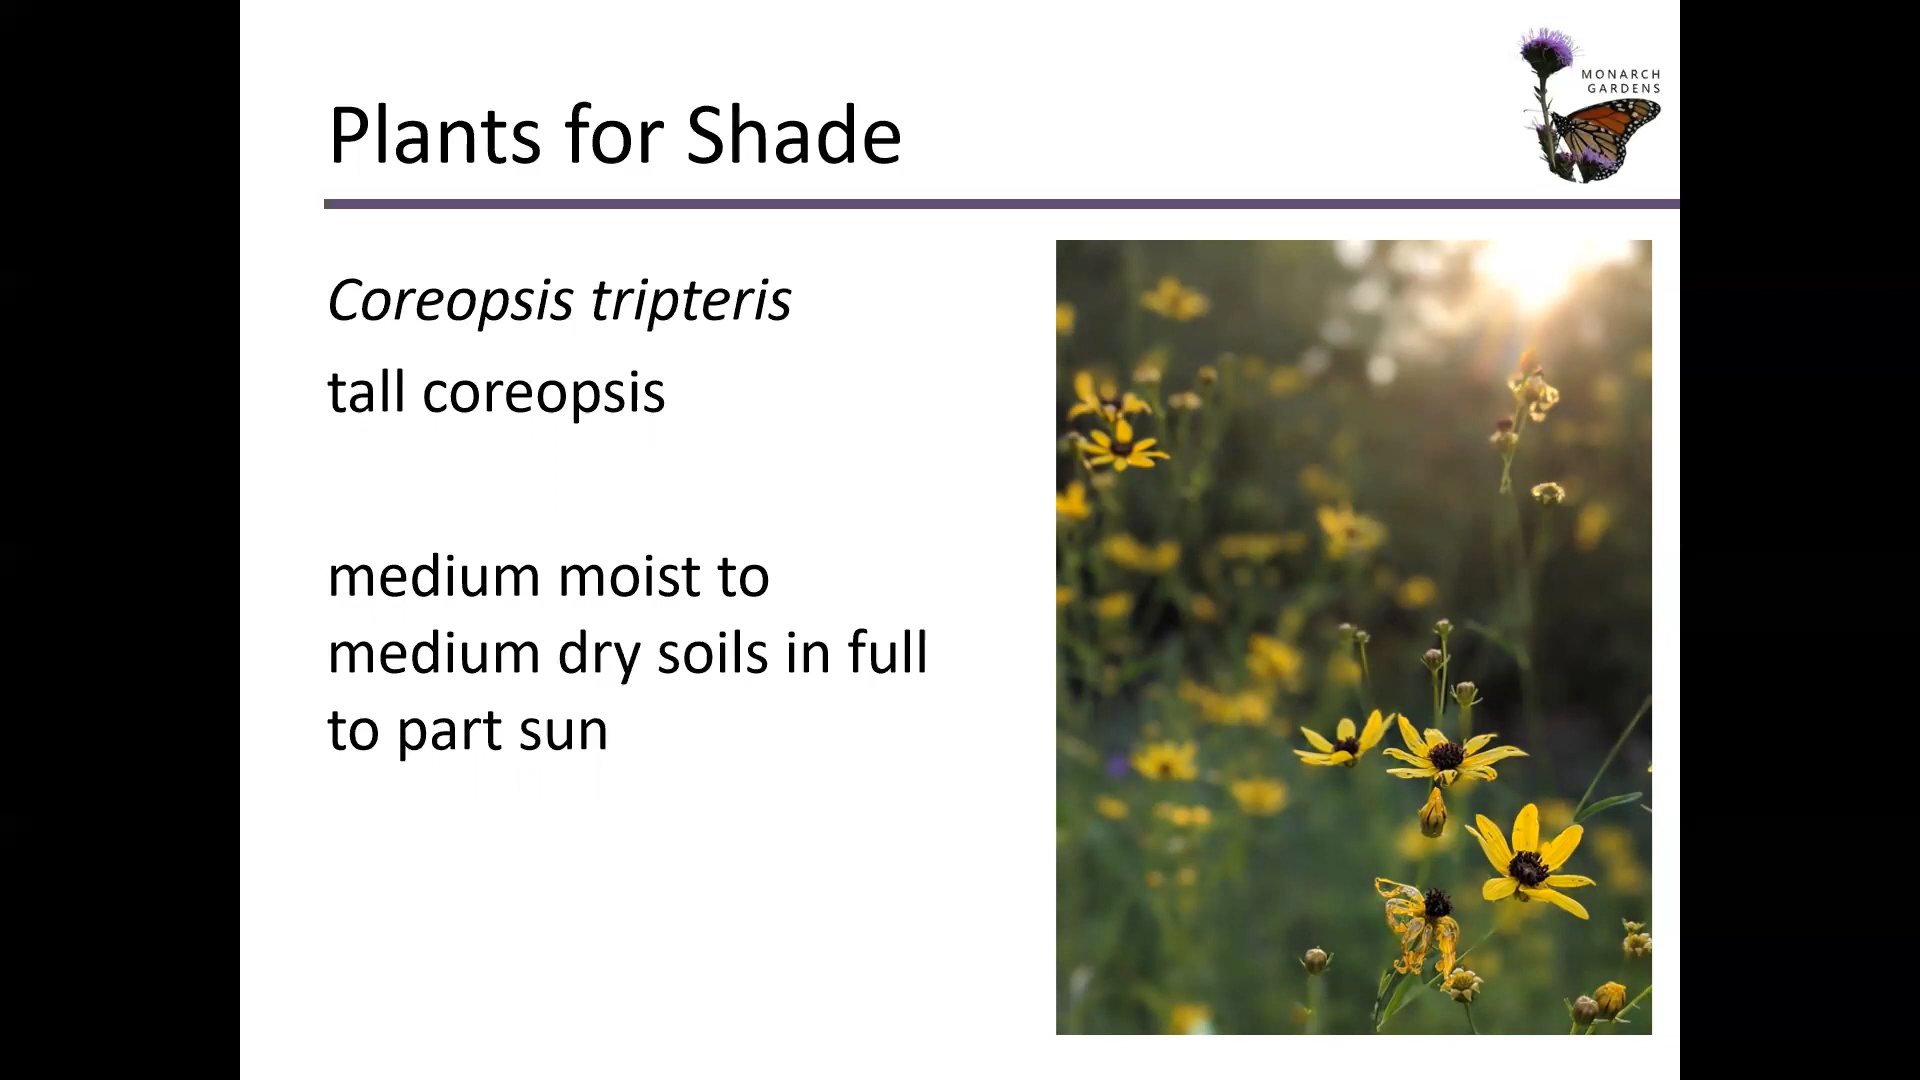 MONARCH
GARDENS
Plants for Shade
Coreopsis tripteris
tall coreopsis
medium moist to
medium dry soils in full
to part sun